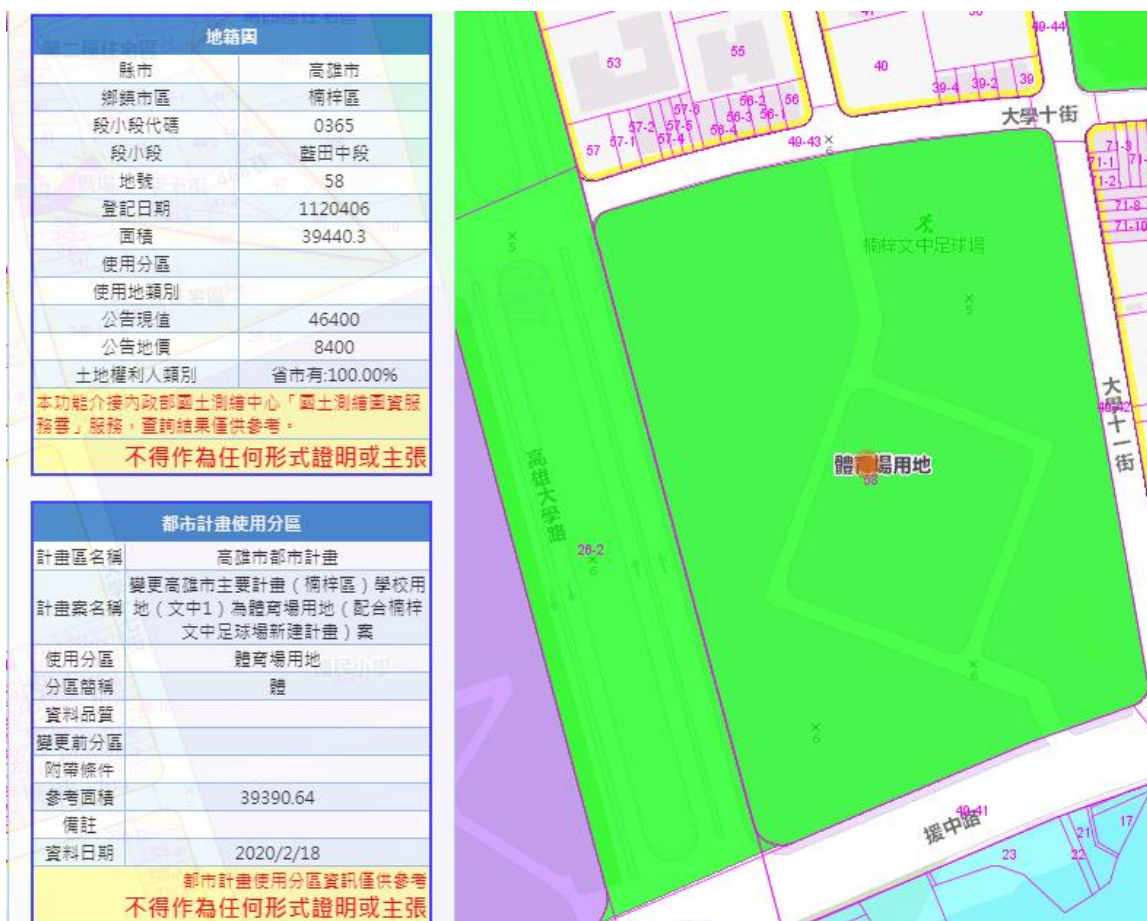 地籍圖
縣市 高雄市
鄉鎮市區 楠梓區
段小段代碼 0365
段小段 藍田中段
地號 58
登記日期 1120406
面積 39440.3
使用分區
使用地類別
公告現值 46400
公告地價 8400
土地權利人類別 省市有:100.00%
本功能介接內政部國土測繪中心「國土測繪圖資服
務雲」服務，查詢結果僅供參考。
不得作為任何形式證明或主張
都市計畫使用分區
計畫區名稱 高雄市都市計畫
計畫案名稱 變更高雄市主要計畫（楠梓區）學校用
地（文中1）為體育場用地（配合楠梓
文中足球場新建計畫）案
使用分區 體育場用地
分區簡稱 體
資料品質
變更前分區
附帶條件
參考面積 39390.64
備註
資料日期 2020/2/18
都市計畫使用分區資訊僅供參考
不得作為任何形式證明或主張
49-44
53
55
40
39-4
39-2
39
57
57-1
57-2
57-4
57-5
57-6
56-4
56-3
56-2
56-1
56
大學十街
49-43
6
71-3
71-1
71-2
71-8
71-10
楠梓文中足球場
5
5
大學十一街
49-42
體育場用地
58
高雄大學路
26-2
6
6
6
援中路
49-41
23
22
21
17